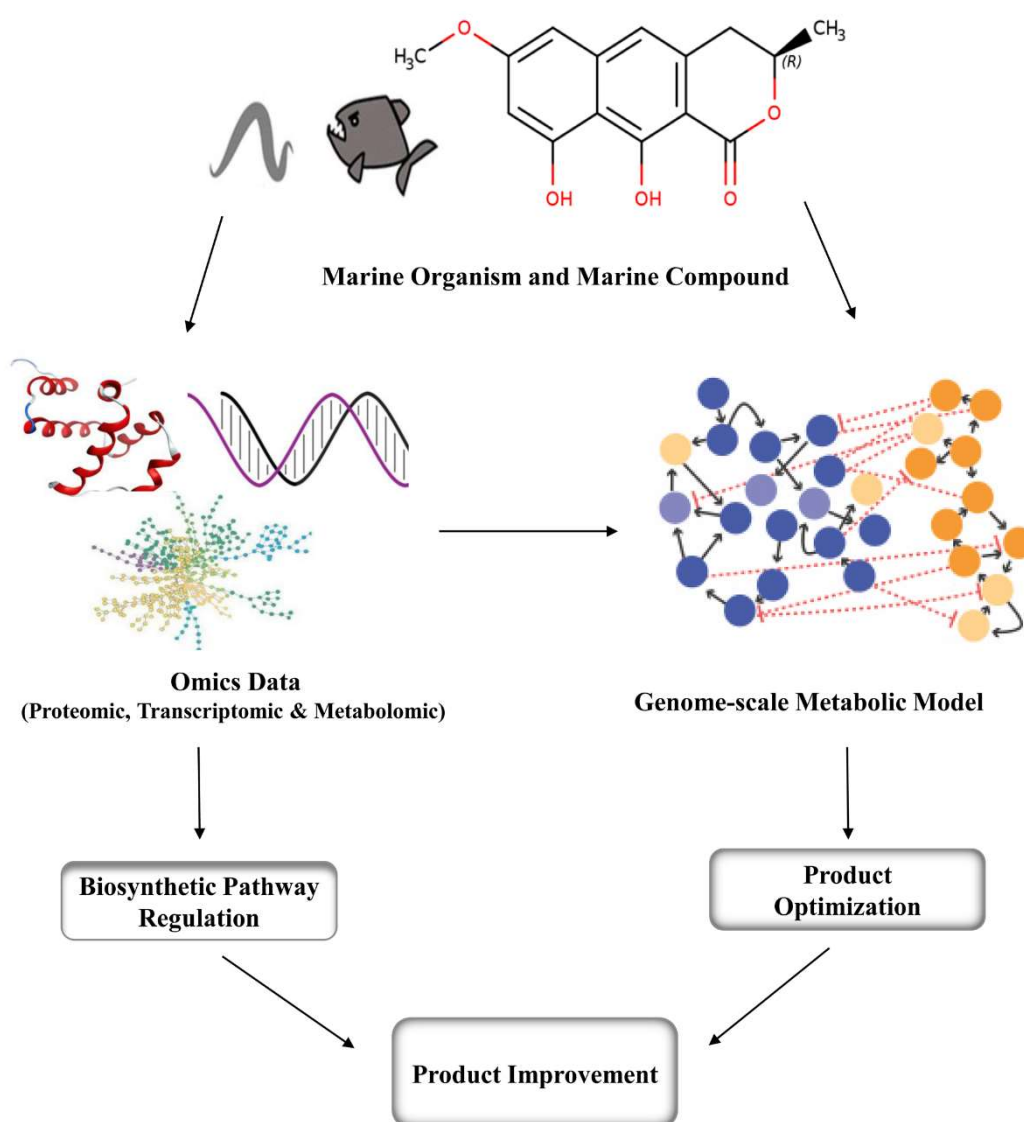 O
H₃C
CH₃
(R)
O
OH
OH
O
Marine Organism and Marine Compound
Omics Data
(Proteomic, Transcriptomic & Metabolomic)
Genome-scale Metabolic Model
Biosynthetic Pathway
Regulation
Product
Optimization
Product Improvement